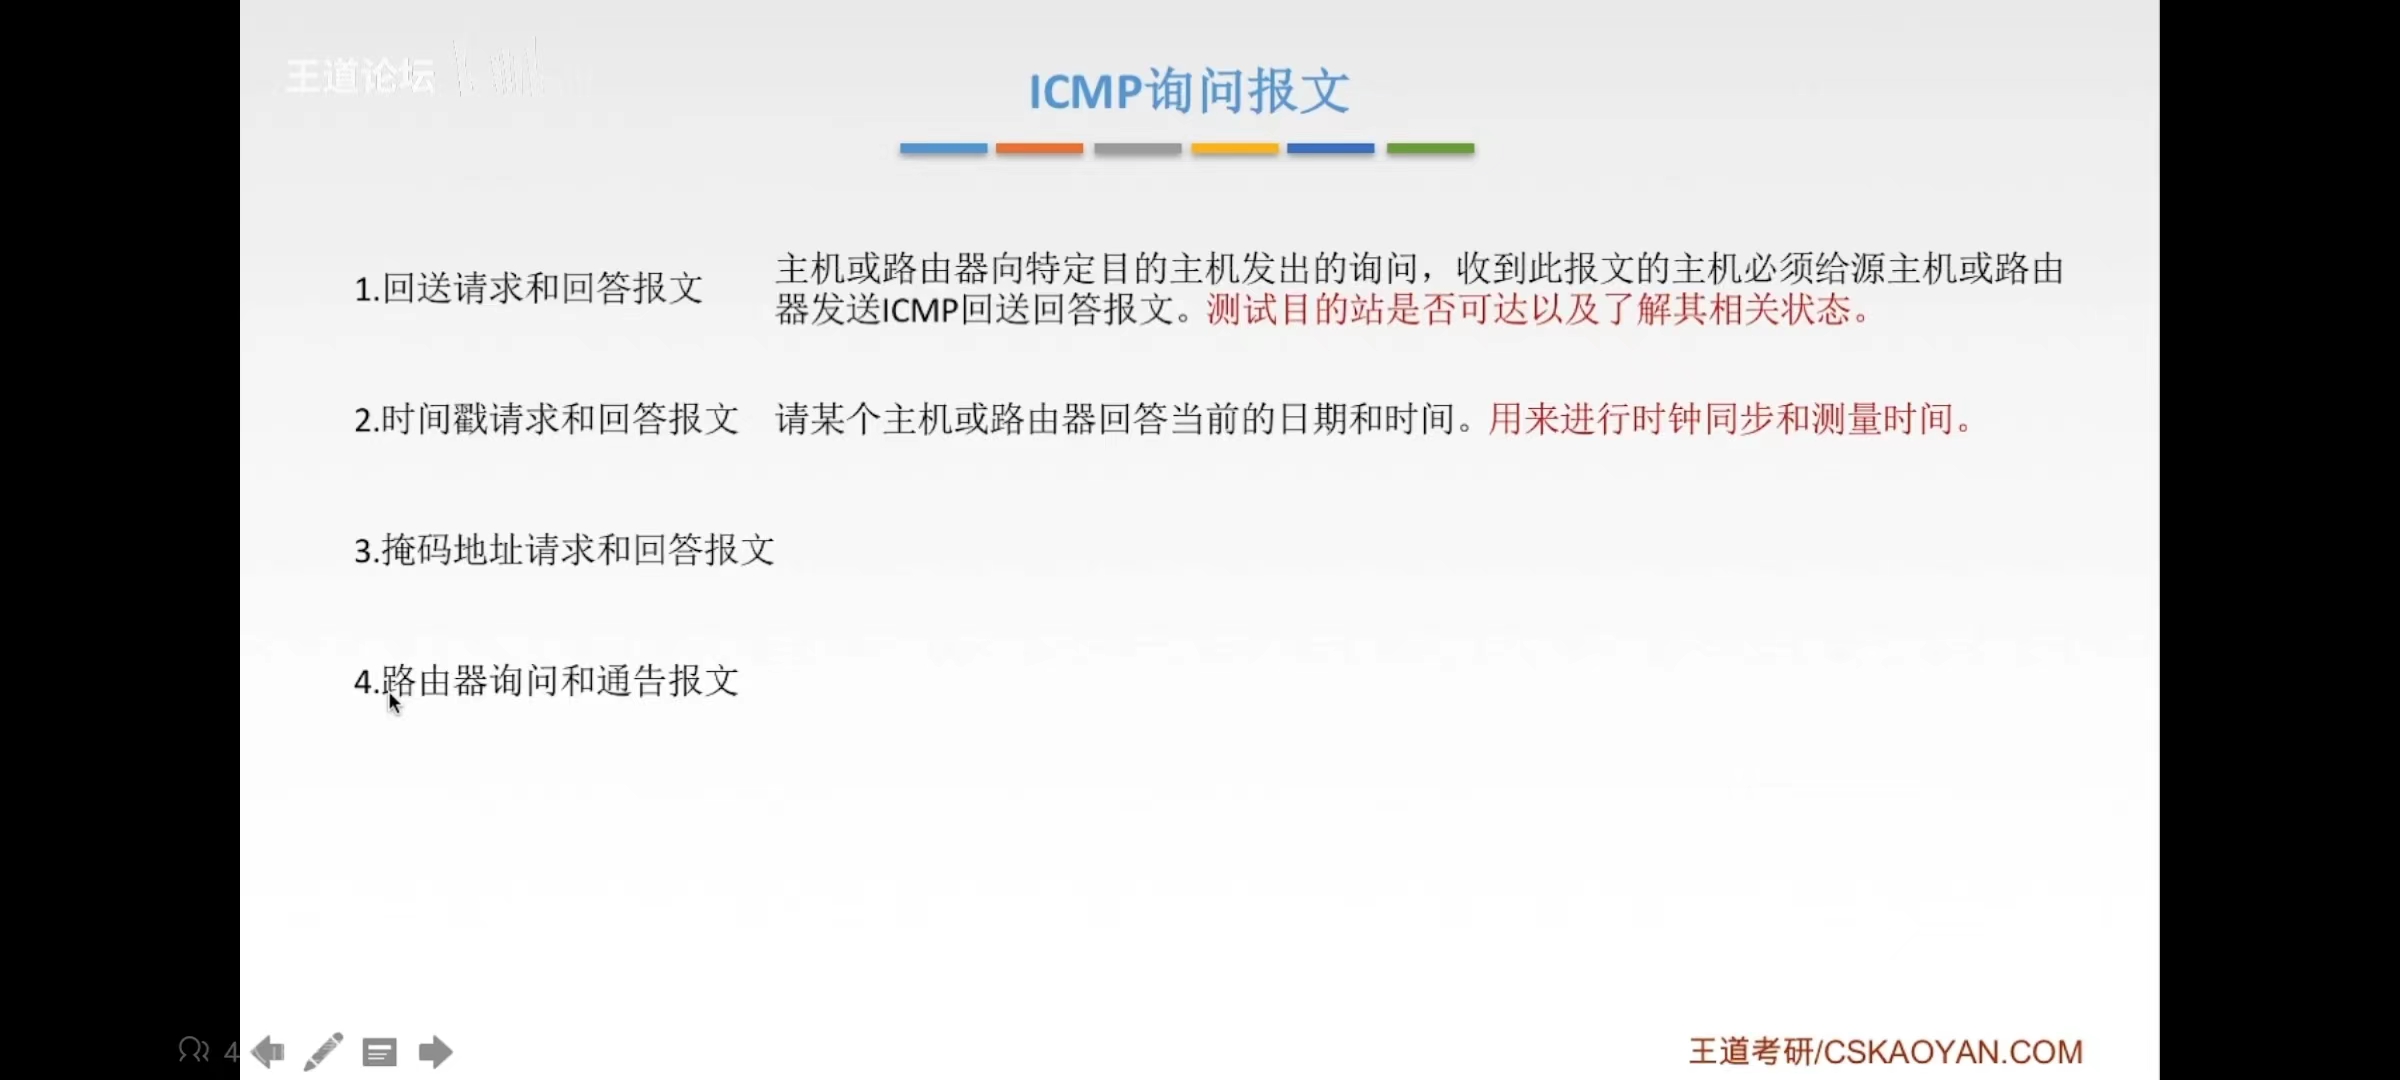 王道论坛
ICMP询问报文
1.回送请求和回答报文
主机或路由器向特定目的主机发出的询问，收到此报文的主机必须给源主机或路由
器发送ICMP回送回答报文。测试目的站是否可达以及了解其相关状态。
2.时间戳请求和回答报文
请某个主机或路由器回答当前的日期和时间。用来进行时钟同步和测量时间。
3.掩码地址请求和回答报文
4.路由器询问和通告报文
4
王道考研/CSKAOYAN.COM